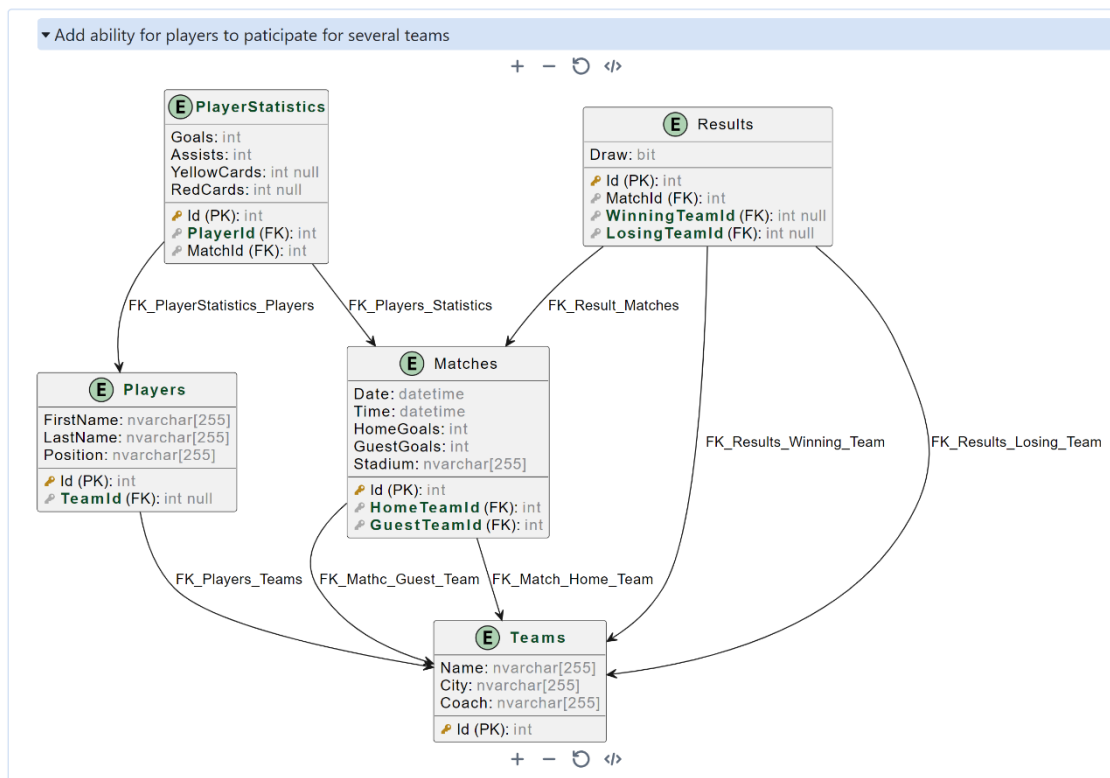 Add ability for players to paticipate for several teams
E PlayerStatistics
Goals: int
Assists: int
YellowCards: int null
RedCards: int null
Id (PK): int
PlayerId (FK): int
MatchId (FK): int
E Results
Draw: bit
Id (PK): int
MatchId (FK): int
WinningTeamId (FK): int null
LosingTeamId (FK): int null
FK_PlayerStatistics_Players
FK_Players_Statistics
FK_Result_Matches
E Players
FirstName: nvarchar[255]
LastName: nvarchar[255]
Position: nvarchar[255]
Id (PK): int
TeamId (FK): int null
E Matches
Date: datetime
Time: datetime
HomeGoals: int
GuestGoals: int
Stadium: nvarchar[255]
Id (PK): int
HomeTeamId (FK): int
GuestTeamId (FK): int
FK_Results_Winning_Team
FK_Results_Losing_Team
FK_Players_Teams
FK_Mathc_Guest_Team
FK_Match_Home_Team
E Teams
Name: nvarchar[255]
City: nvarchar[255]
Coach: nvarchar[255]
Id (PK): int